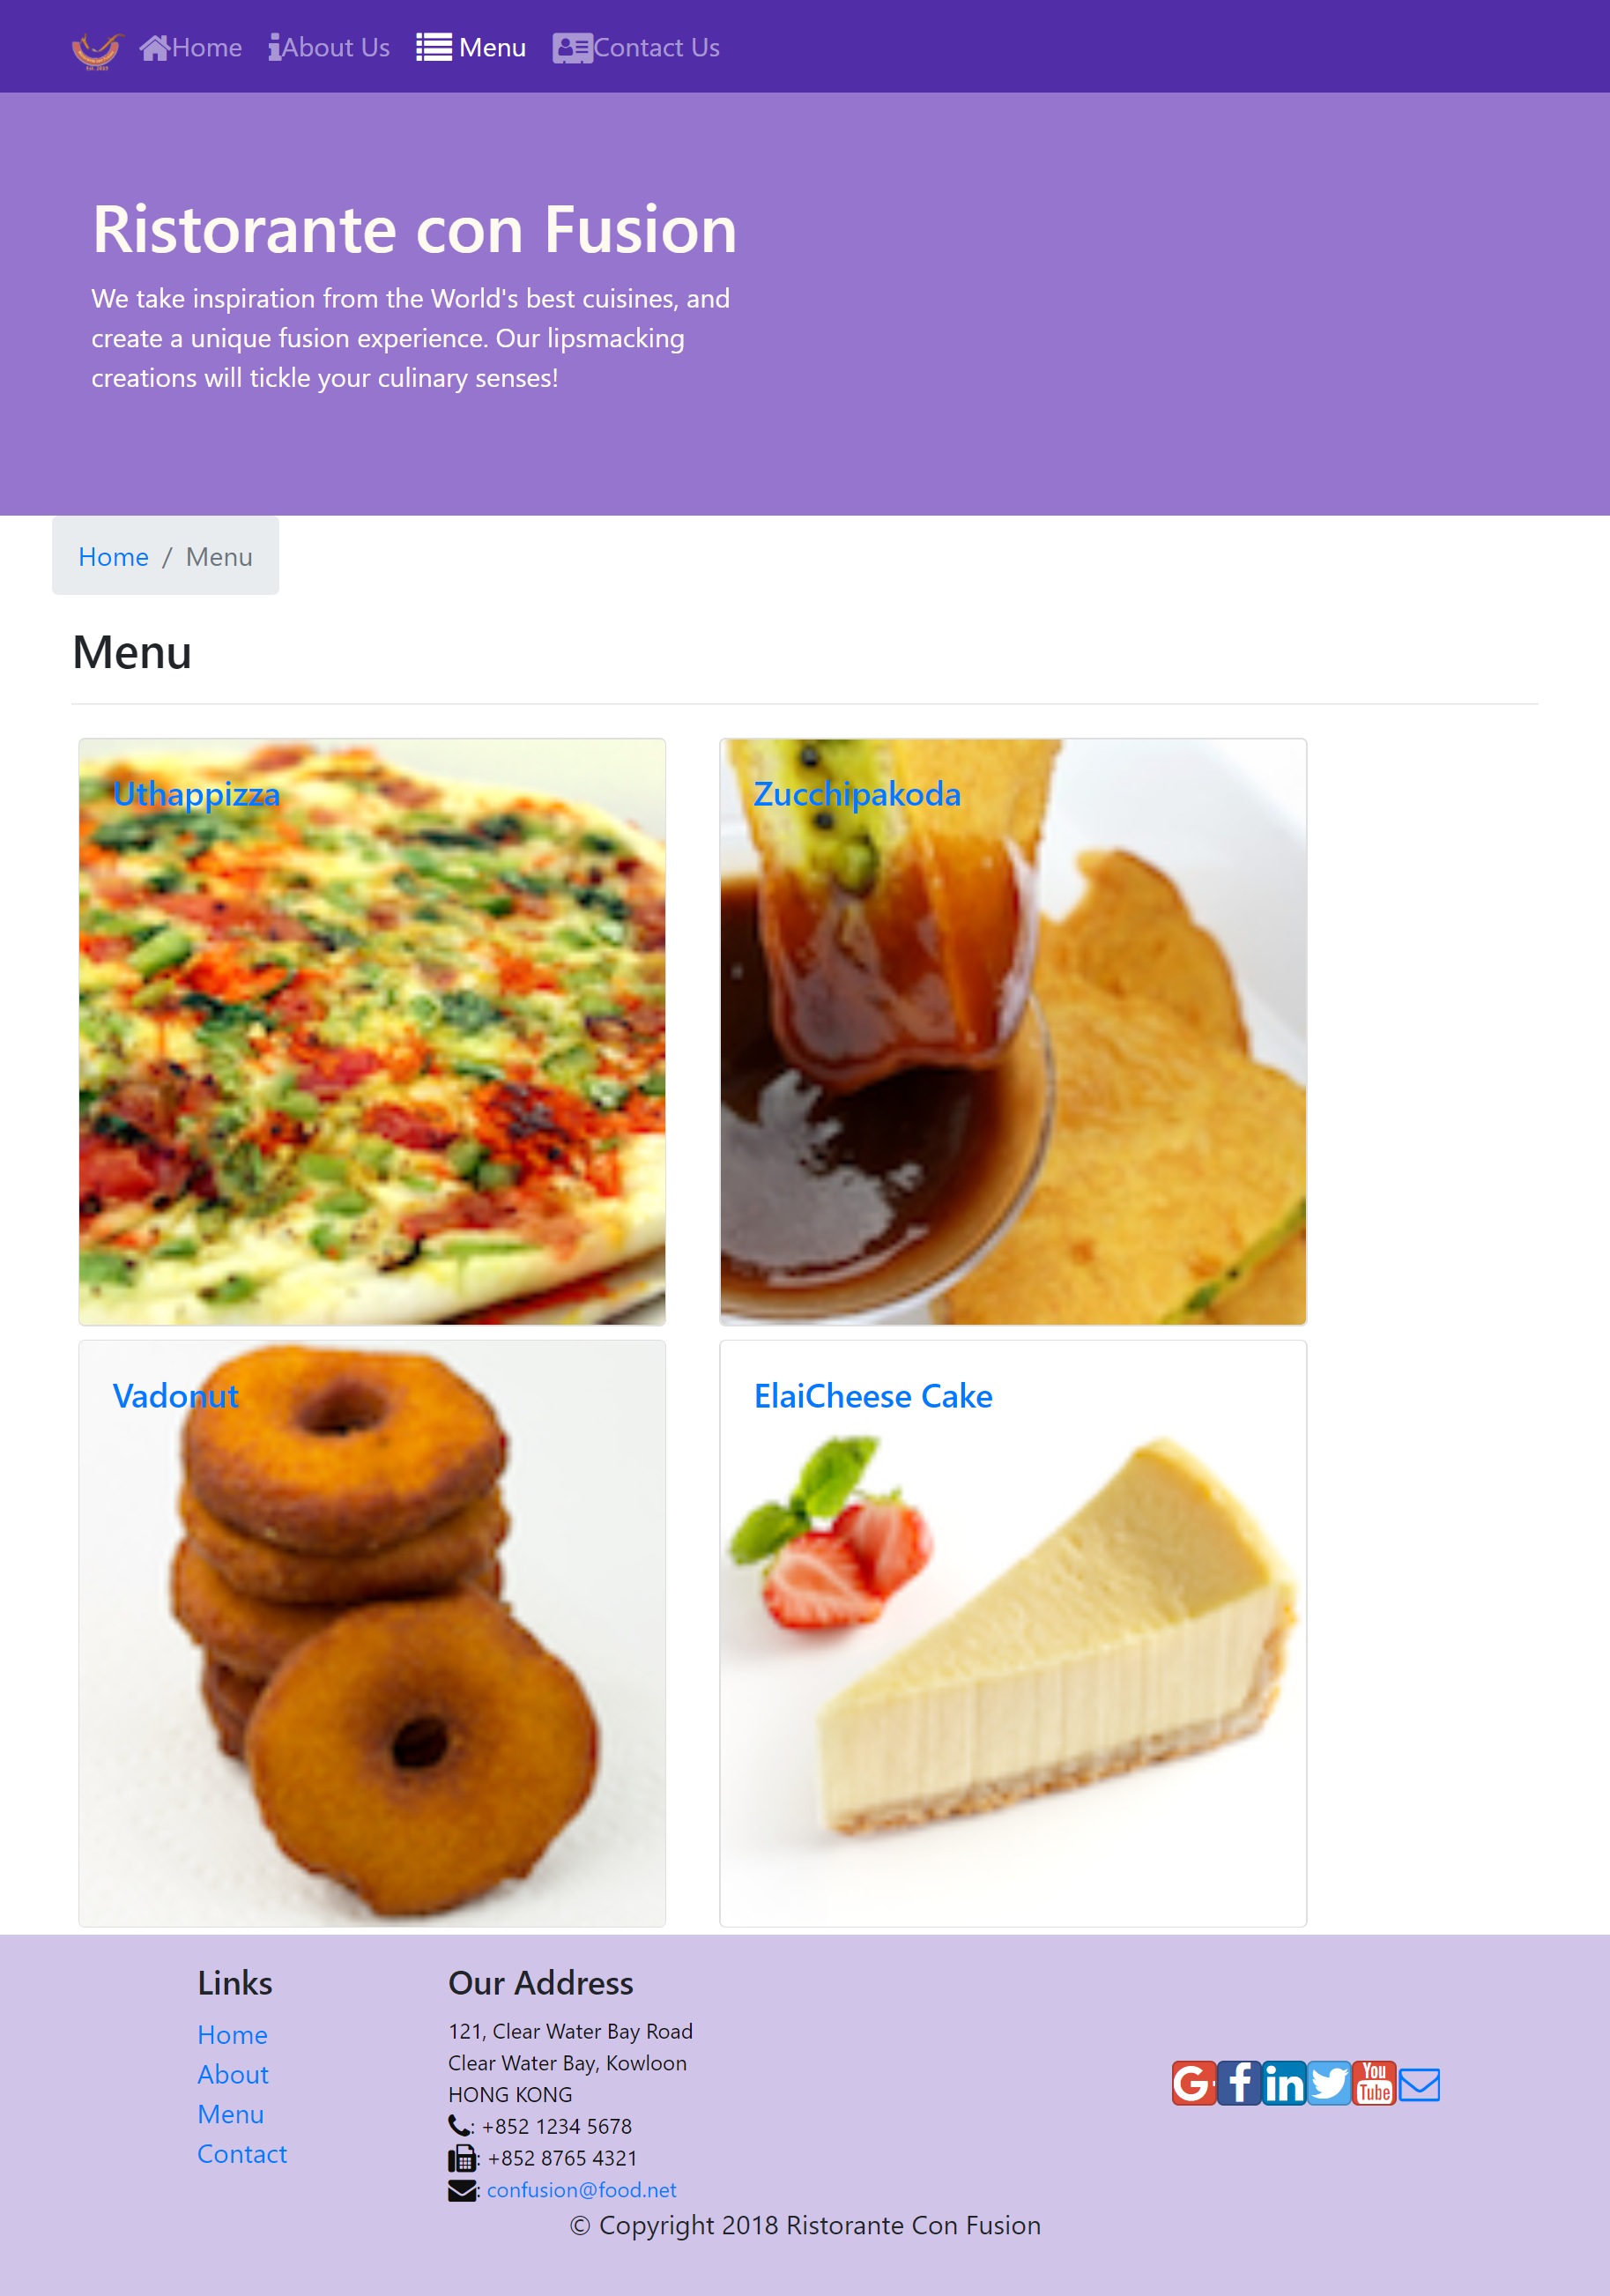 Home About Us Menu Contact Us
Ristorante con Fusion
We take inspiration from the World's best cuisines, and
create a unique fusion experience. Our lipsmacking
creations will tickle your culinary senses!
Home / Menu
Menu
Uthappizza
Zucchipakoda
Vadonut
ElaiCheese Cake
Links
Home
About
Menu
Contact
Our Address
121, Clear Water Bay Road
Clear Water Bay, Kowloon
HONG KONG
: +852 1234 5678
: +852 8765 4321
: confusion@food.net
G+ f in You Tube
© Copyright 2018 Ristorante Con Fusion